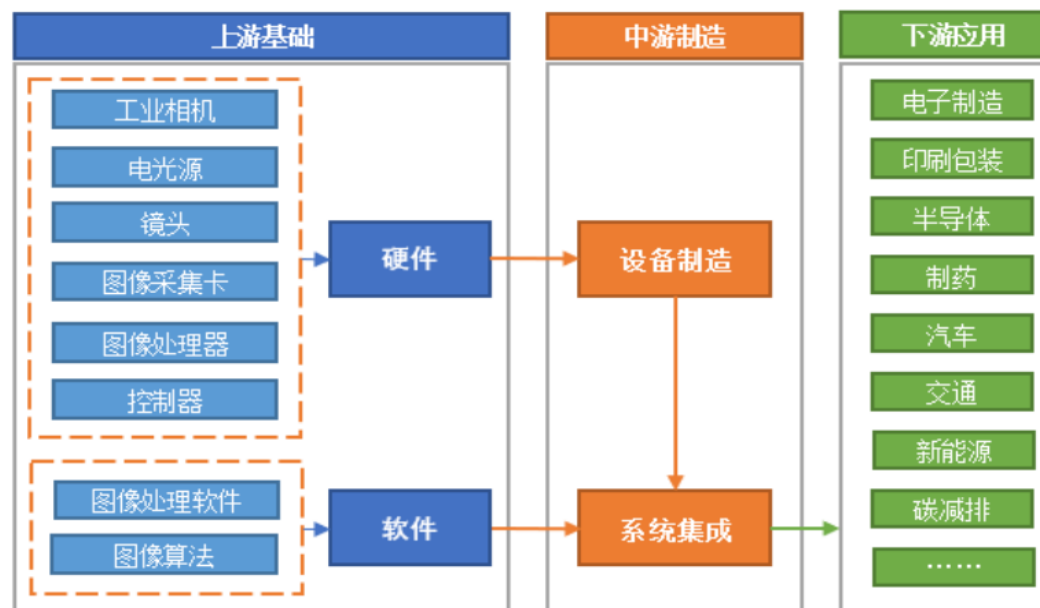 上游基础
中游制造
下游应用
工业相机
电光源
镜头
图像采集卡
图像处理器
控制器
硬件
图像处理软件
图像算法
软件
设备制造
系统集成
电子制造
印刷包装
半导体
制药
汽车
交通
新能源
碳减排
……